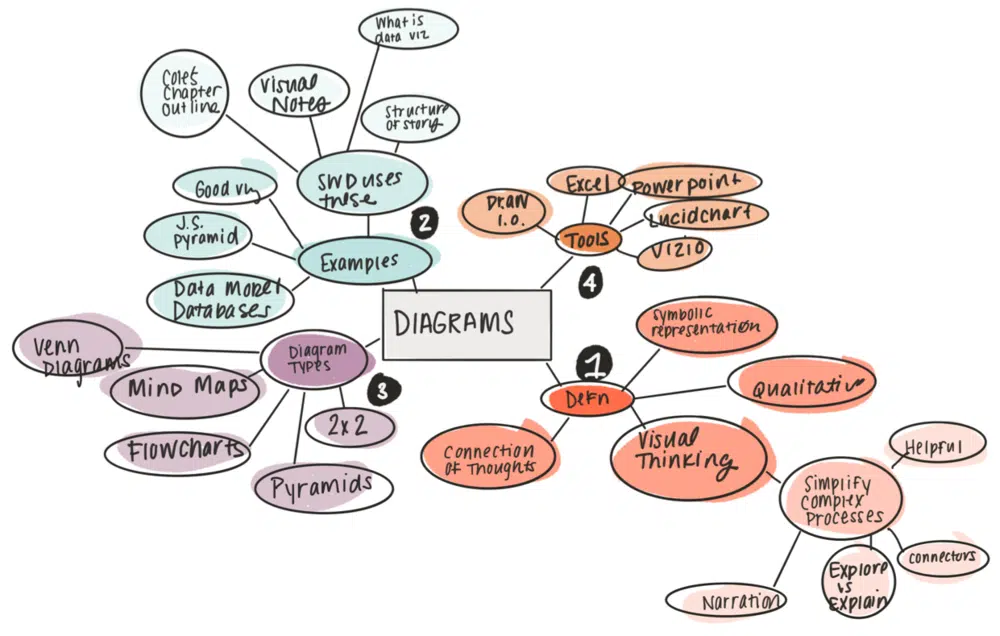 What is
data viz
Cole's
Chapter
Outline
Visual
Notes
Structure
of story
SWD uses
these
Good
J.S.
pyramid
Examples
Data Model
Databases
2
Excel
Powerpoint
Draw
I.O.
Lucidchart
Tools
VIZIO
4
DIAGRAMS
Symbolic
representation
Venn
Diagrams
Diagram
Types
Mind Maps
3
1
Defn
Qualitative
2x2
Flowcharts
Pyramids
Connection
Of Thoughts
Visual
Thinking
Helpful
Simplify
Complex
Processes
Connectors
Explore
vs
Explain
Narration